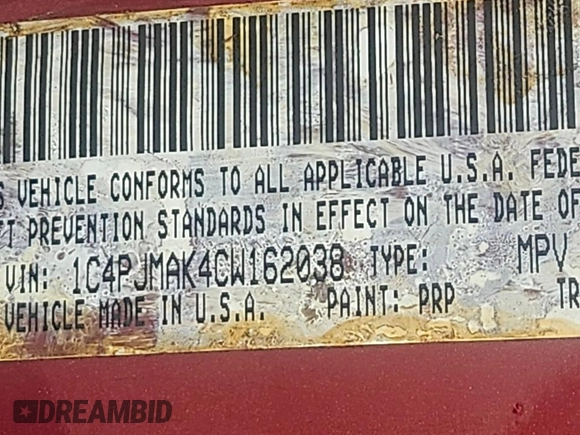 S VEHICLE CONFORMS TO ALL APPLICABLE U.S.A. FEDE
FT PREVENTION STANDARDS IN EFFECT ON THE DATE OF
VIN: 1C4PJMAK4CW162038 TYPE: MPV
VEHICLE MADE IN U.S.A. PAINT: PRP TR
DREAMBID